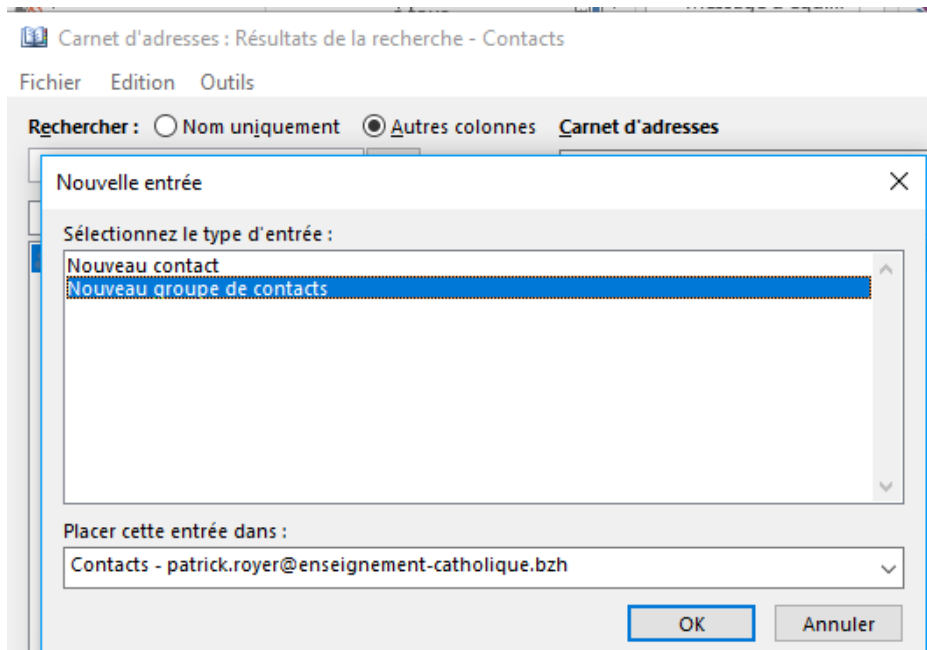 Carnet d'adresses : Résultats de la recherche - Contacts
Fichier Edition Outils
Rechercher : Nom uniquement Autres colonnes Carnet d'adresses
Nouvelle entrée
Sélectionnez le type d'entrée :
Nouveau contact
Nouveau groupe de contacts
Placer cette entrée dans :
Contacts - patrick.royer@enseignement-catholique.bzh
OK Annuler